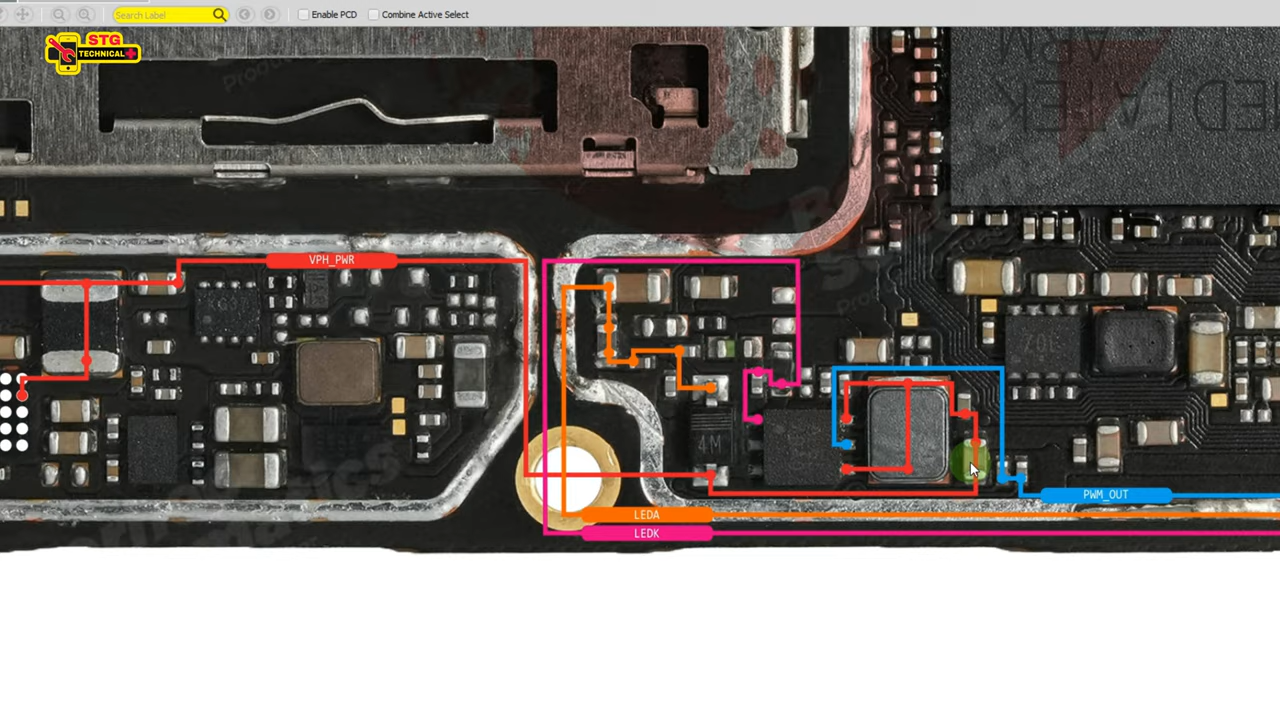 Search Label
Enable PCD
Combine Active Select
STG
TECHNICAL
VPH_PWR
4M
PWM_OUT
LEDA
LEDK